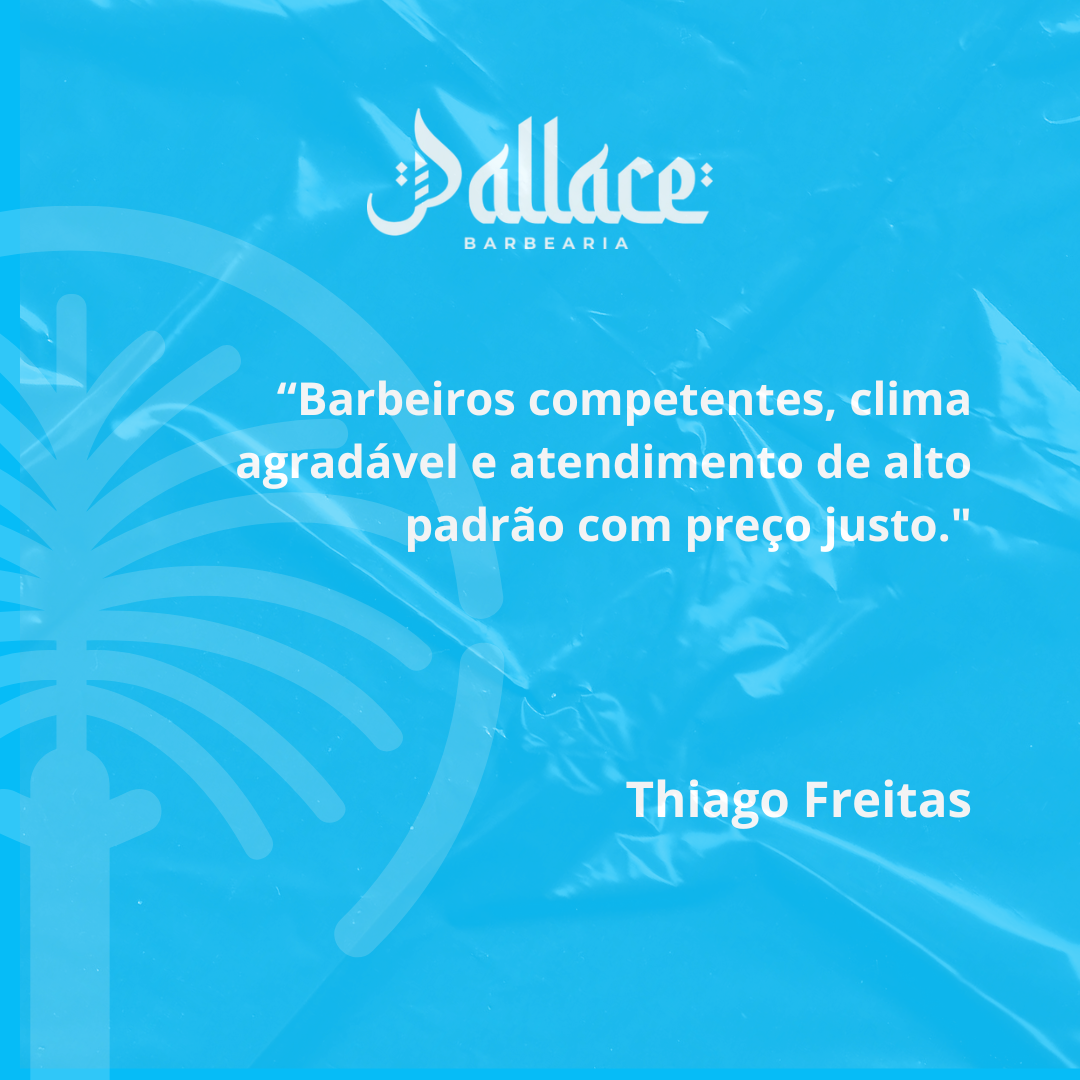 Pallace
BARBEARIA
“Barbeiros competentes, clima
agradável e atendimento de alto
padrão com preço justo."
Thiago Freitas